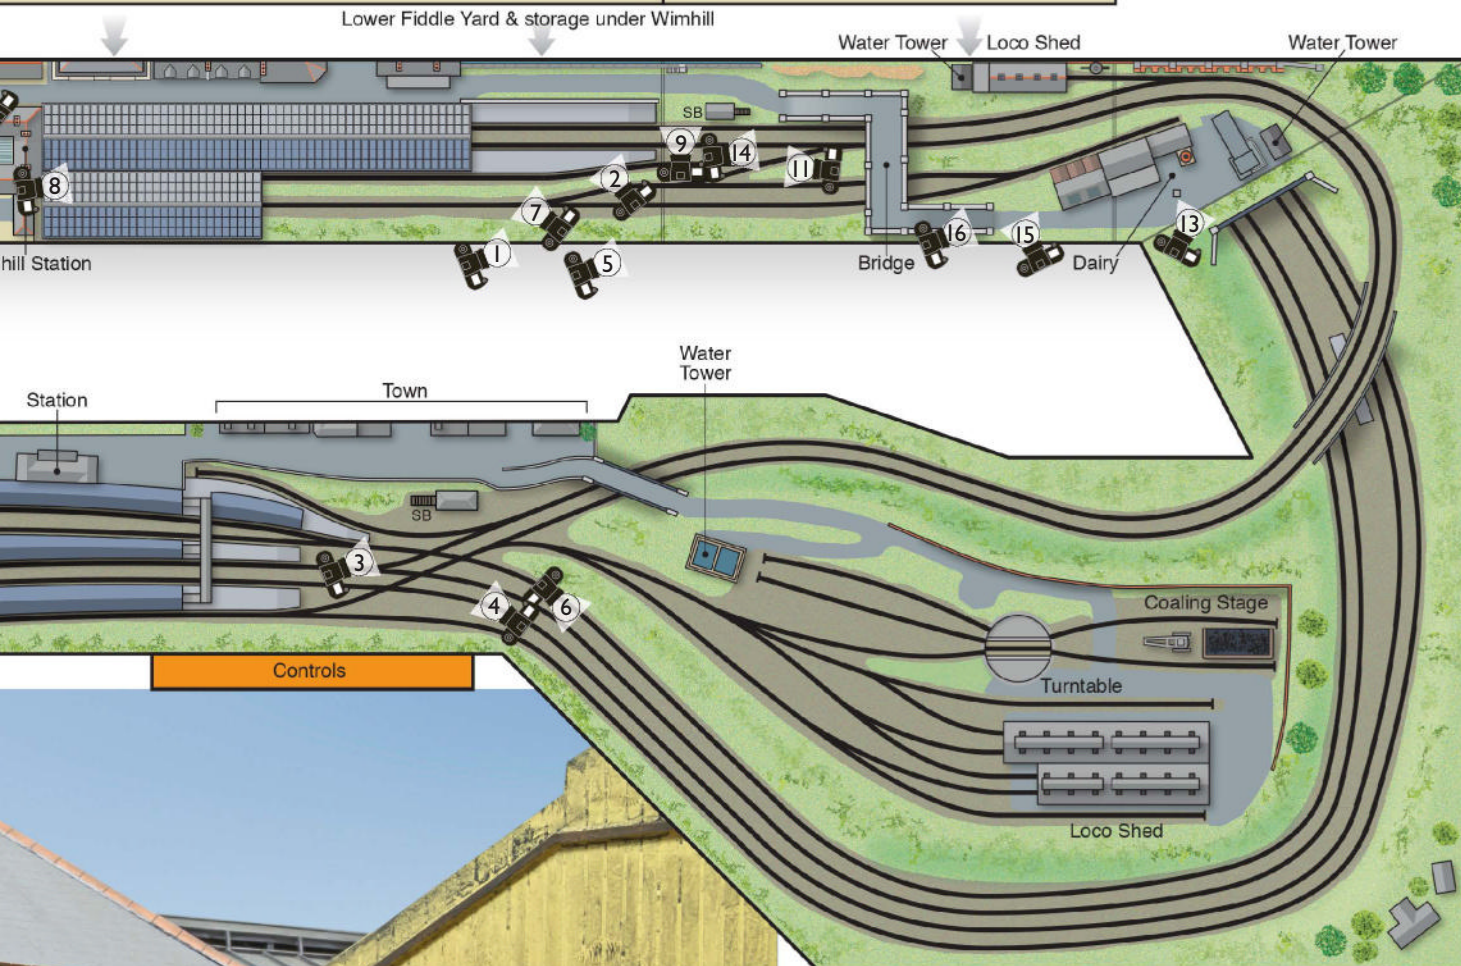 Lower Fiddle Yard & storage under Wimhill
Water Tower
Loco Shed
Water Tower
SB
9
14
11
2
8
7
1
5
16
15
13
hill Station
Bridge
Dairy
Water
Tower
Station
Town
SB
3
4
6
Coaling Stage
Turntable
Controls
Loco Shed